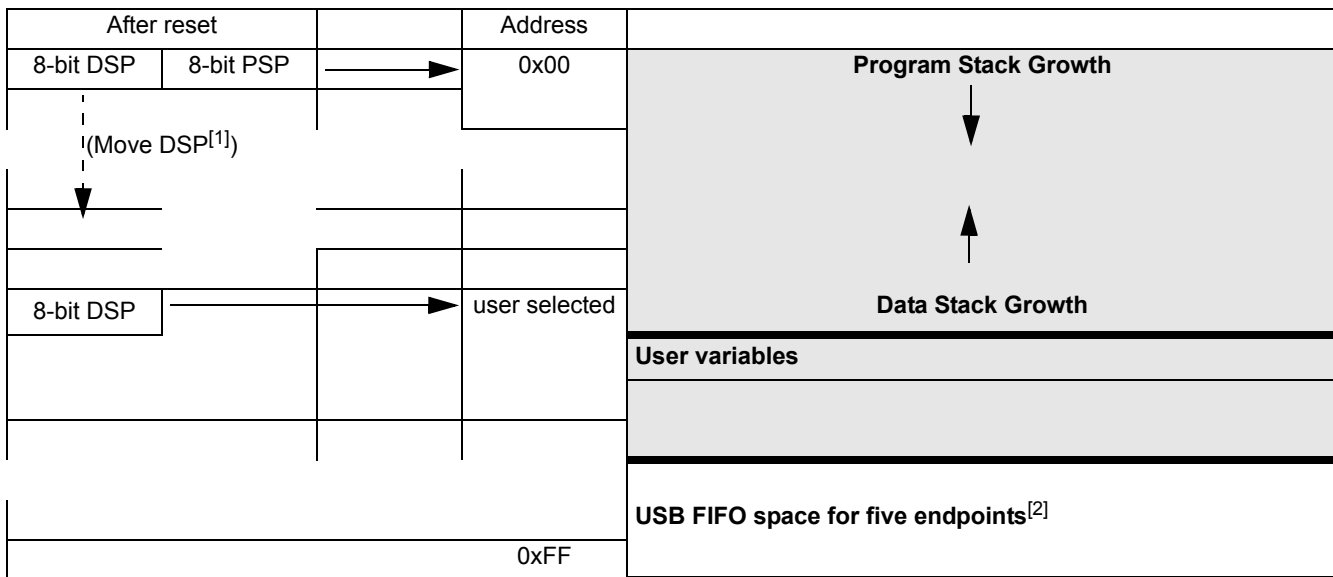 After reset Address
8-bit DSP 8-bit PSP 0x00 Program Stack Growth
(Move DSP[1])
8-bit DSP user selected Data Stack Growth
User variables
USB FIFO space for five endpoints[2]
0xFF